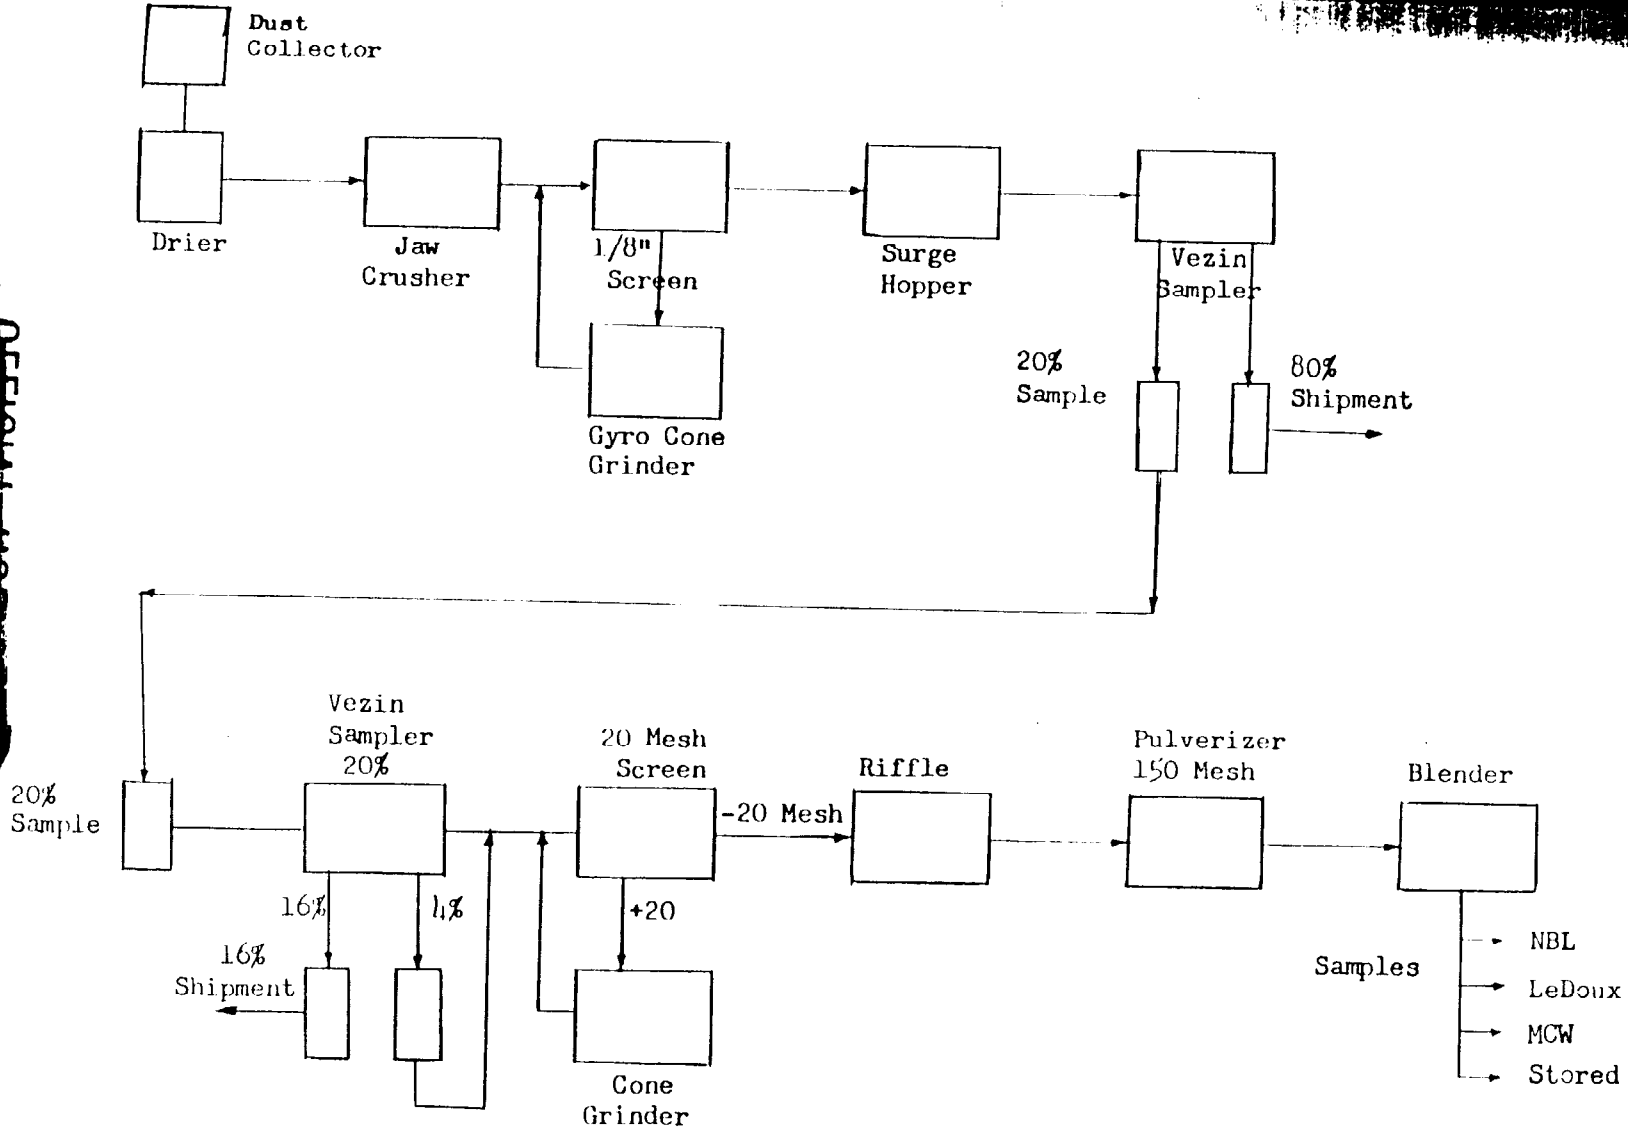 Dust
Collector
Drier
Jaw
Crusher
1/8"
Screen
Gyro Cone
Grinder
Surge
Hopper
Vezin
Sampler
20%
Sample
80%
Shipment
20%
Sample
Vezin
Sampler
20%
16%
4%
16%
Shipment
20 Mesh
Screen
-20 Mesh
+20
Cone
Grinder
Riffle
Pulverizer
150 Mesh
Blender
Samples
NBL
LeDoux
MCW
Stored